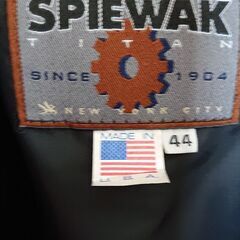 SPIEWAK
TITAN
SINCE 1904
NEW YORK CITY
MADE IN
U.S.A.
44